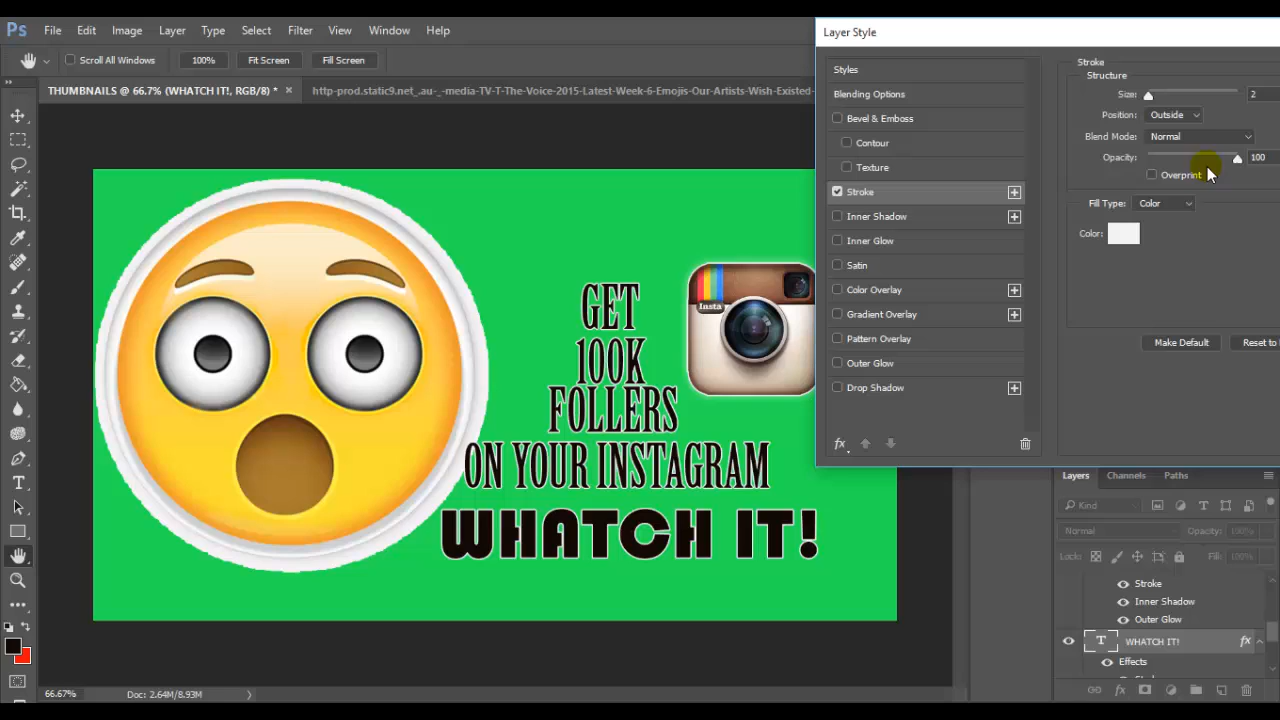 Ps File Edit Image Layer Type Select Filter View Window Help
Layer Style
Scroll All Windows 100% Fit Screen Fill Screen
THUMBNAILS @ 66.7% (WHATCH IT!, RGB/8) * ×
http-prod.static9.net_.au-_-media-TV-T-The-Voice-2015-Latest-Week-6-Emojis-Our-Artists-Wish-Existed-
Styles
Blending Options
Bevel & Emboss
Contour
Texture
Stroke
Inner Shadow
Inner Glow
Satin
Color Overlay
Gradient Overlay
Pattern Overlay
Outer Glow
Drop Shadow
fx
Stroke
Structure
Size: 2
Position: Outside
Blend Mode: Normal
Opacity: 100
Overprint
Fill Type: Color
Color:
Make Default Reset to
Insta
GET
100K
FOLLERS
ON YOUR INSTAGRAM
WHATCH IT!
Layers Channels Paths
Kind
Normal Opacity: 100%
Lock: Fill: 100%
Stroke
Inner Shadow
Outer Glow
T WHATCH IT! fx
Effects
66.67% Doc: 2.64M/8.93M